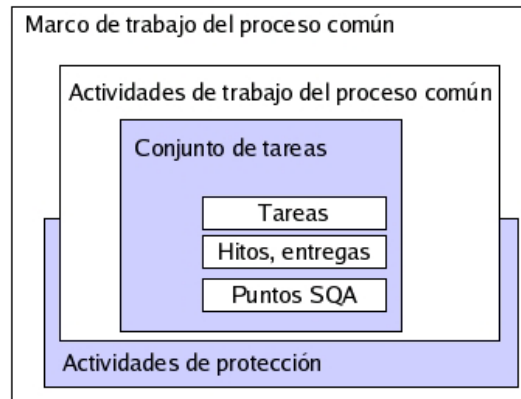 Marco de trabajo del proceso común
Actividades de trabajo del proceso común
Conjunto de tareas
Tareas
Hitos, entregas
Puntos SQA
Actividades de protección